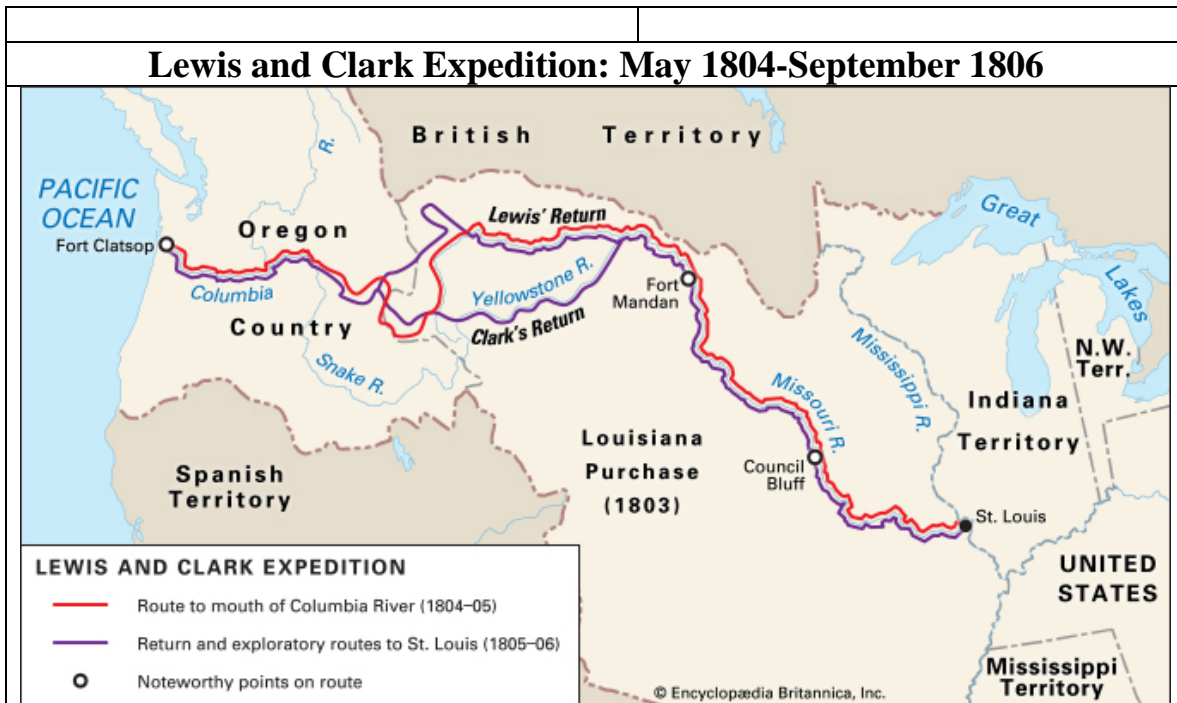 Lewis and Clark Expedition: May 1804-September 1806
British Territory
R.
PACIFIC
OCEAN
Great
Lakes
Lewis' Return
Oregon
Fort Clatsop
Yellowstone R.
Fort
Mandan
Columbia
Clark's Return
Country
Snake R.
Mississippi R.
N.W.
Terr.
Missouri R.
Indiana
Territory
Louisiana
Purchase
(1803)
Council
Bluff
Spanish
Territory
St. Louis
UNITED
STATES
LEWIS AND CLARK EXPEDITION
Route to mouth of Columbia River (1804–05)
Return and exploratory routes to St. Louis (1805–06)
Noteworthy points on route
Mississippi
Territory
© Encyclopædia Britannica, Inc.